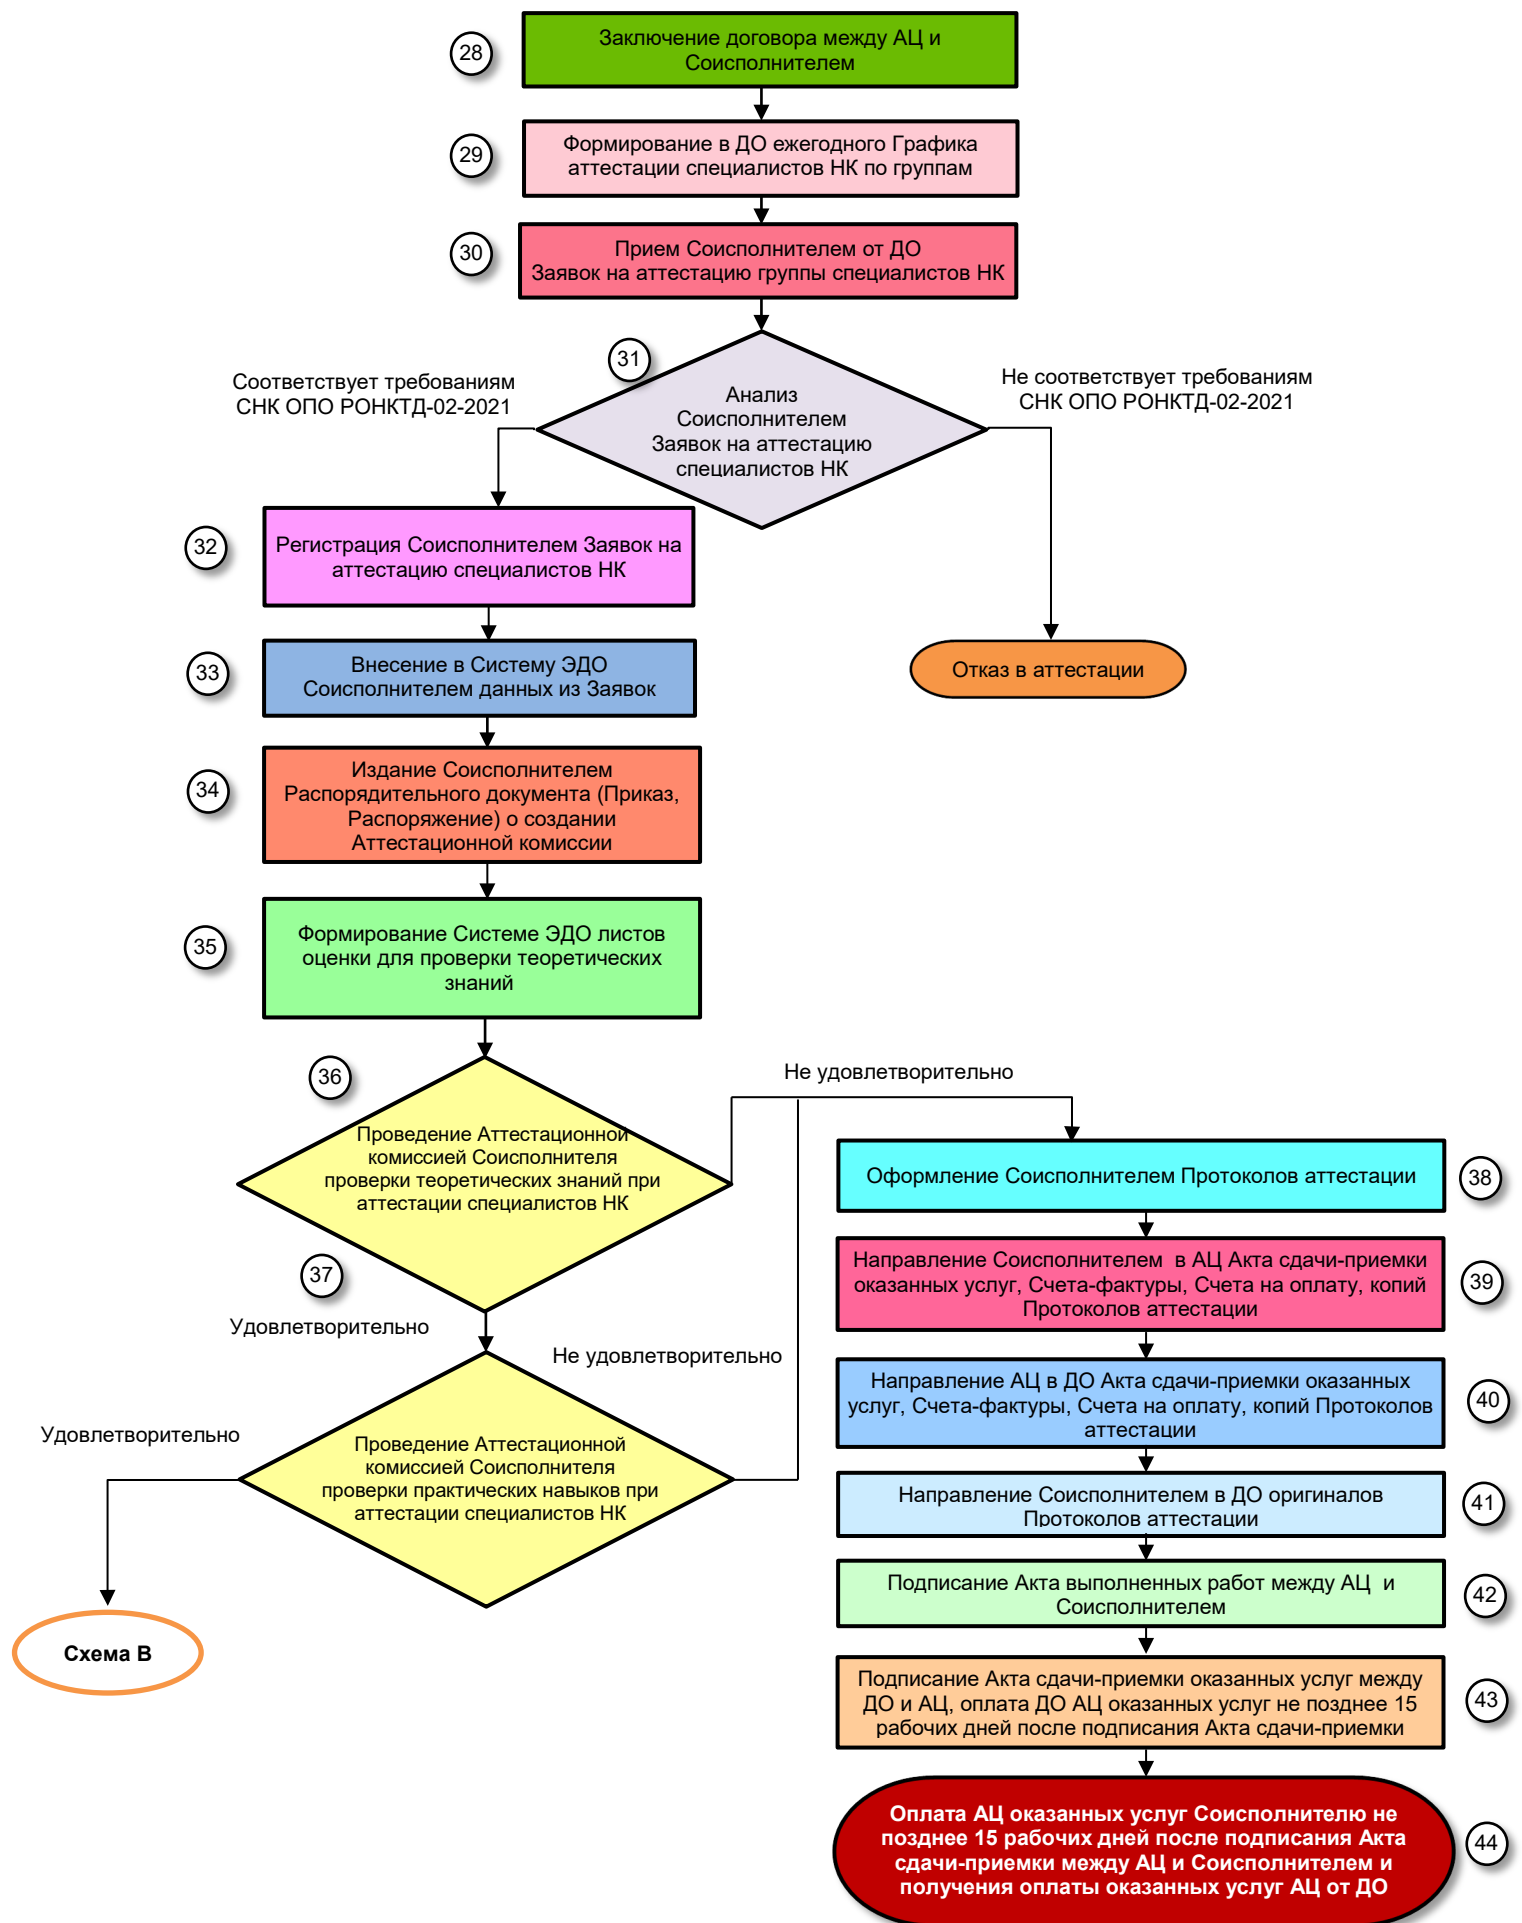 28
Заключение договора между АЦ и
Соисполнителем
29
Формирование в ДО ежегодного Графика
аттестации специалистов НК по группам
30
Прием Соисполнителем от ДО
Заявок на аттестацию группы специалистов НК
31
Соответствует требованиям
СНК ОПО РОНКТД-02-2021
Не соответствует требованиям
СНК ОПО РОНКТД-02-2021
Анализ
Соисполнителем
Заявок на аттестацию
специалистов НК
32
Регистрация Соисполнителем Заявок на
аттестацию специалистов НК
33
Внесение в Систему ЭДО
Соисполнителем данных из Заявок
Отказ в аттестации
34
Издание Соисполнителем
Распорядительного документа (Приказ,
Распоряжение) о создании
Аттестационной комиссии
35
Формирование Системе ЭДО листов
оценки для проверки теоретических
знаний
36
Не удовлетворительно
Проведение Аттестационной
комиссией Соисполнителя
проверки теоретических знаний при
аттестации специалистов НК
37
Удовлетворительно
Не удовлетворительно
Удовлетворительно
Проведение Аттестационной
комиссией Соисполнителя
проверки практических навыков при
аттестации специалистов НК
Схема В
Оформление Соисполнителем Протоколов аттестации
38
Направление Соисполнителем  в АЦ Акта сдачи-приемки
оказанных услуг, Счета-фактуры, Счета на оплату, копий
Протоколов аттестации
39
Направление АЦ в ДО Акта сдачи-приемки оказанных
услуг, Счета-фактуры, Счета на оплату, копий Протоколов
аттестации
40
Направление Соисполнителем в ДО оригиналов
Протоколов аттестации
41
Подписание Акта выполненных работ между АЦ  и
Соисполнителем
42
Подписание Акта сдачи-приемки оказанных услуг между
ДО и АЦ, оплата ДО АЦ оказанных услуг не позднее 15
рабочих дней после подписания Акта сдачи-приемки
43
Оплата АЦ оказанных услуг Соисполнителю не
позднее 15 рабочих дней после подписания Акта
сдачи-приемки между АЦ и Соисполнителем и
получения оплаты оказанных услуг АЦ от ДО
44